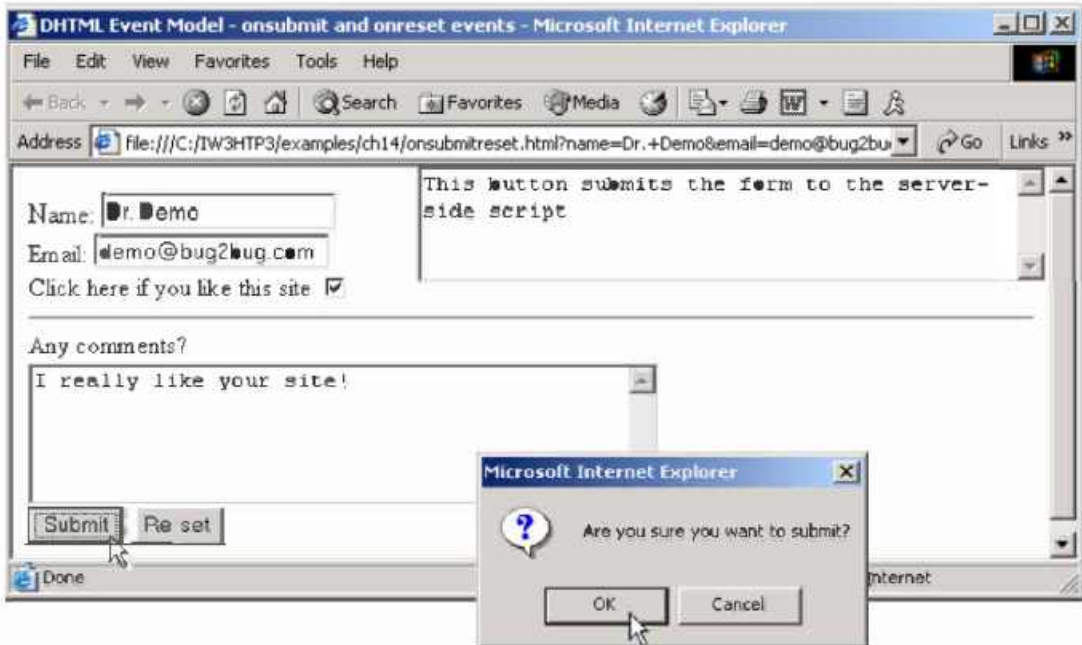 DHTML Event Model - onsubmit and onreset events - Microsoft Internet Explorer
File Edit View Favorites Tools Help
Back Search Favorites Media
Address file:///C:/IW3HTP3/examples/ch14/onsubmitreset.html?name=Dr.+Demo&email=demo@bug2bu Go Links »
This button submits the form to the server-
side script
Name: Dr. Demo
Email: demo@bug2bug.com
Click here if you like this site
Any comments?
I really like your site!
Submit Re set
Microsoft Internet Explorer
Are you sure you want to submit?
OK Cancel
Done nternet